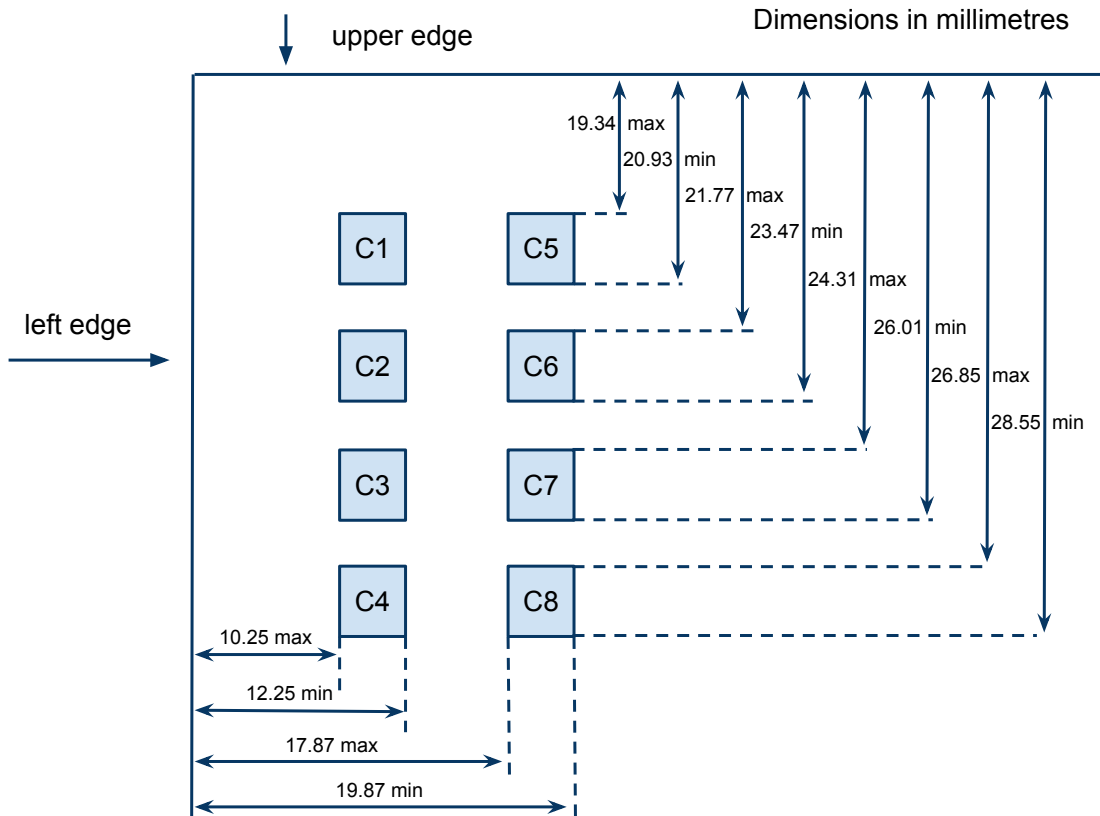 Dimensions in millimetres
upper edge
19.34 max
20.93 min
21.77 max
C1 C5
23.47 min
24.31 max
left edge
26.01 min
C2 C6
26.85 max
28.55 min
C3 C7
C4 C8
10.25 max
12.25 min
17.87 max
19.87 min